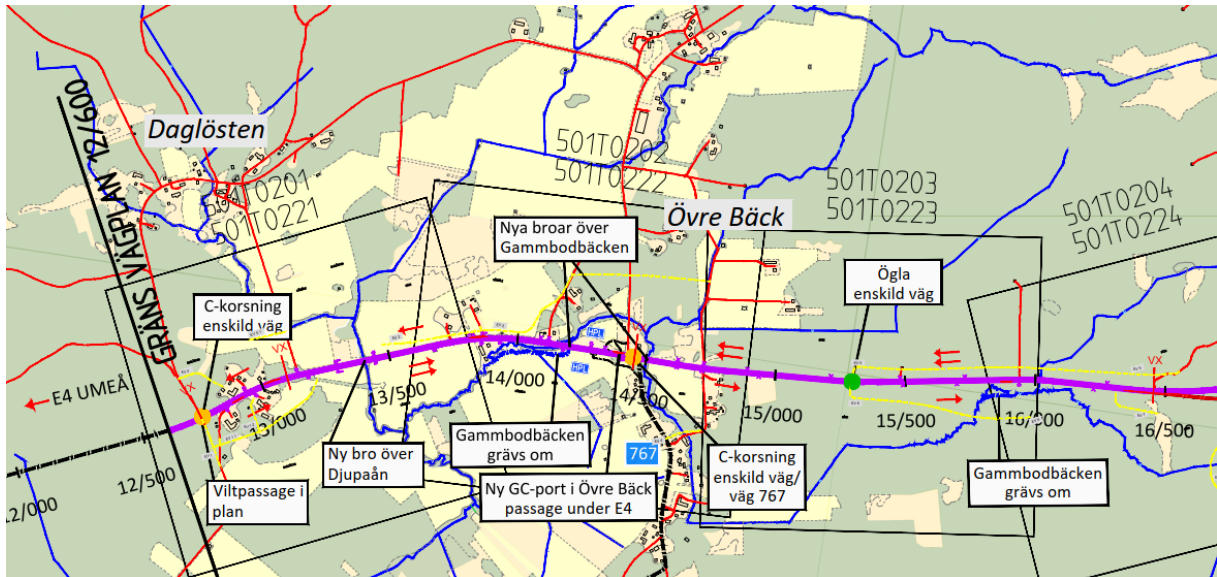 Daglösten
GRÄNS VÄGPLAN 12/600
501T0201
501T0221
501T0202
501T0222
Övre Bäck
501T0203
501T0223
501T0204
501T0224
Nya broar över
Gammbodbäcken
Ögla
enskild väg
C-korsning
enskild väg
VX
VX
VX
HPL
HPL
E4 UMEÅ
12/000
12/500
13/000
13/500
14/000
14/500
15/000
15/500
16/000
16/500
767
Viltpassage i
plan
Ny bro över
Djupaån
Gammbodbäcken
grävs om
Ny GC-port i Övre Bäck
passage under E4
C-korsning
enskild väg/
väg 767
Gammbodbäcken
grävs om